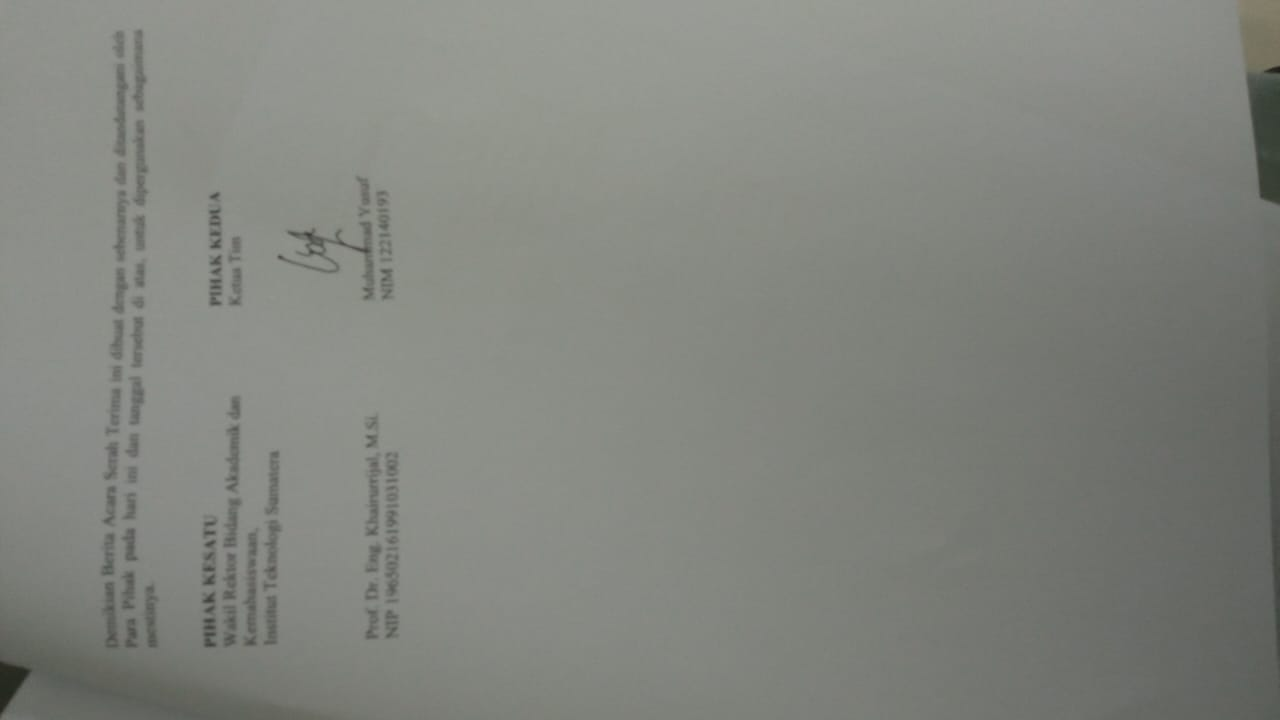 Demikian Berita Acara Serah Terima ini dibuat dengan sebenarnya dan ditandatangani oleh
Para Pihak pada hari ini dan tanggal tersebut di atas, untuk dipergunakan sebagaimana
mestinya.
PIHAK KESATU
Wakil Rektor Bidang Akademik dan
Kemahasiswaan,
Institut Teknologi Sumatera
Prof. Dr. Eng. Khairurrijal, M.Si.
NIP 196502161991031002
PIHAK KEDUA
Ketua Tim
Muhammad Yusuf
NIM 122140193